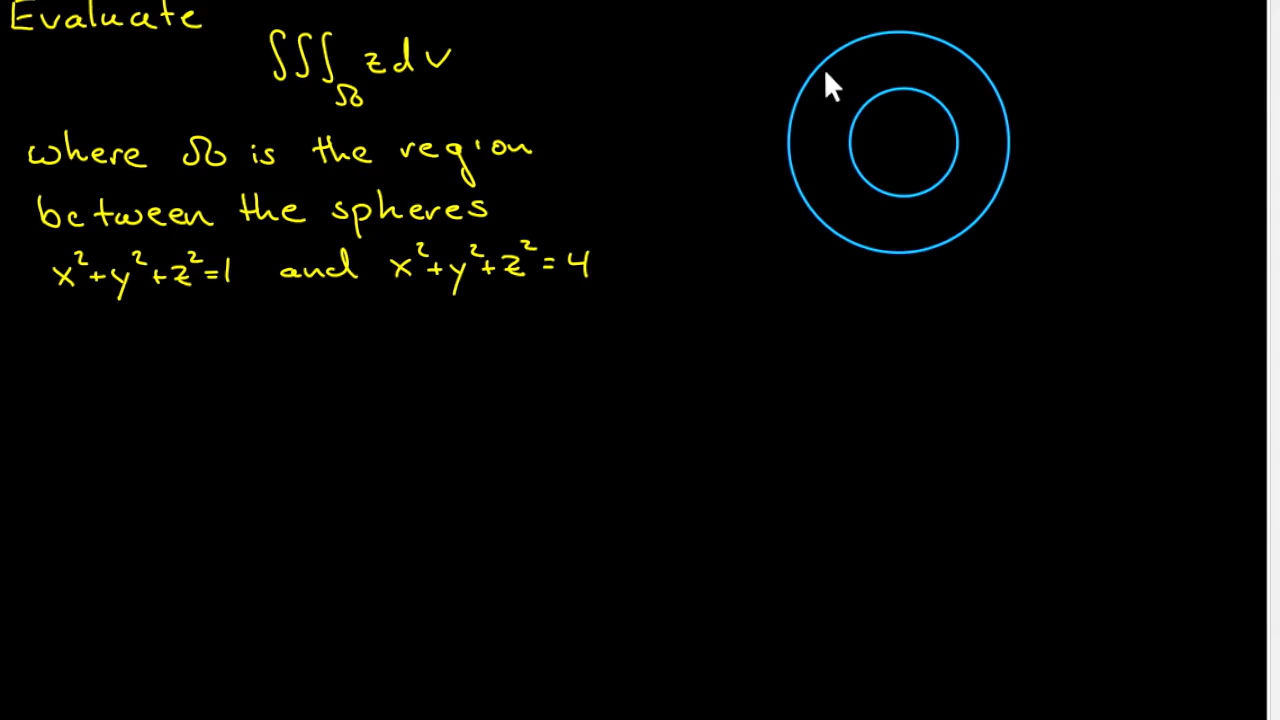 Evaluate
∭_Ω z dV
where Ω is the region
between the spheres
x²+y²+z²=1 and x²+y²+z²=4